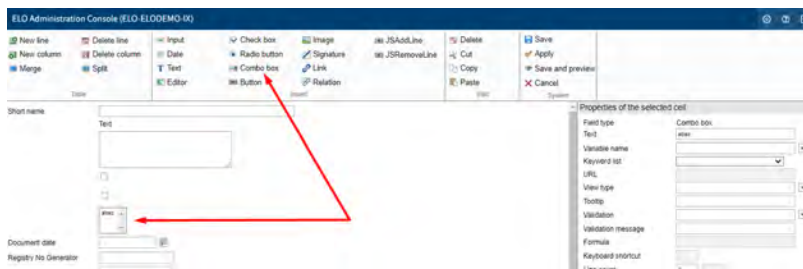 ELO Administration Console (ELO-ELODEMO-IX)
New line Delete line Input Check box Image JSAddLine Delete Save
New column Delete column Date Radio button Signature JSRemoveLine Cut Apply
Merge Split Text Combo box Link Copy Save and preview
Editor Button Relation Paste Cancel
Table Insert Edit System
Short name Properties of the selected cell
Text Field type Combo box
Text
Variable name
Keyword list
URL
View type
Tooltip
Validation
Validation message
Document date Formula
Registry No Generator Keyboard shortcut